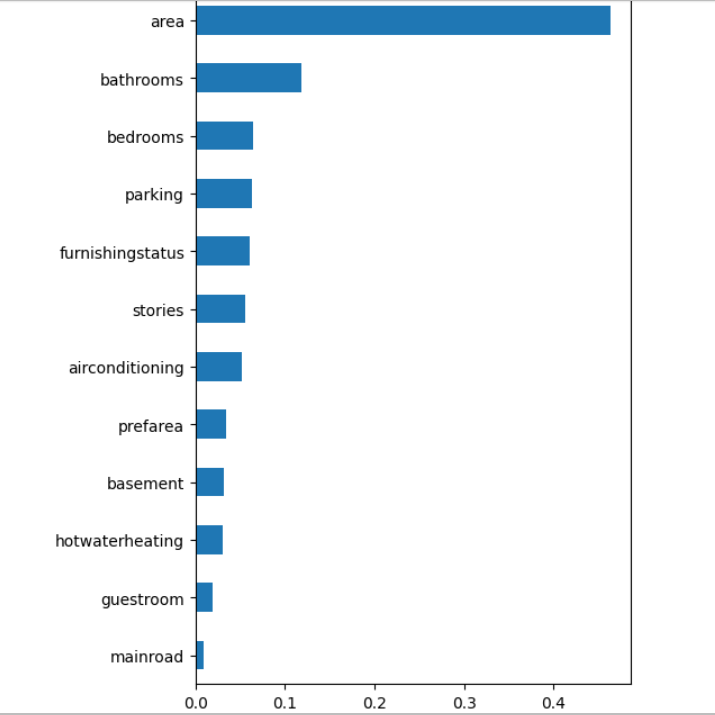 area
bathrooms
bedrooms
parking
furnishingstatus
stories
airconditioning
prefarea
basement
hotwaterheating
guestroom
mainroad
0.0 0.1 0.2 0.3 0.4